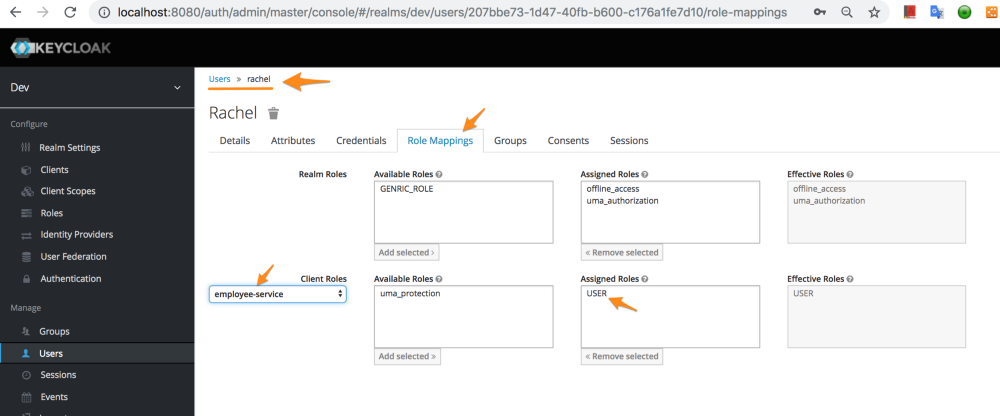 localhost:8080/auth/admin/master/console/#/realms/dev/users/207bbe73-1d47-40fb-b600-c176a1fe7d10/role-mappings
KEYCLOAK
Dev
Configure
Realm Settings
Clients
Client Scopes
Roles
Identity Providers
User Federation
Authentication
Manage
Groups
Users
Sessions
Events
Users » rachel
Rachel
Details Attributes Credentials Role Mappings Groups Consents Sessions
Realm Roles
Available Roles
GENRIC_ROLE
Add selected ›
Assigned Roles
offline_access
uma_authorization
« Remove selected
Effective Roles
offline_access
uma_authorization
Client Roles
employee-service
Available Roles
uma_protection
Add selected »
Assigned Roles
USER
« Remove selected
Effective Roles
USER